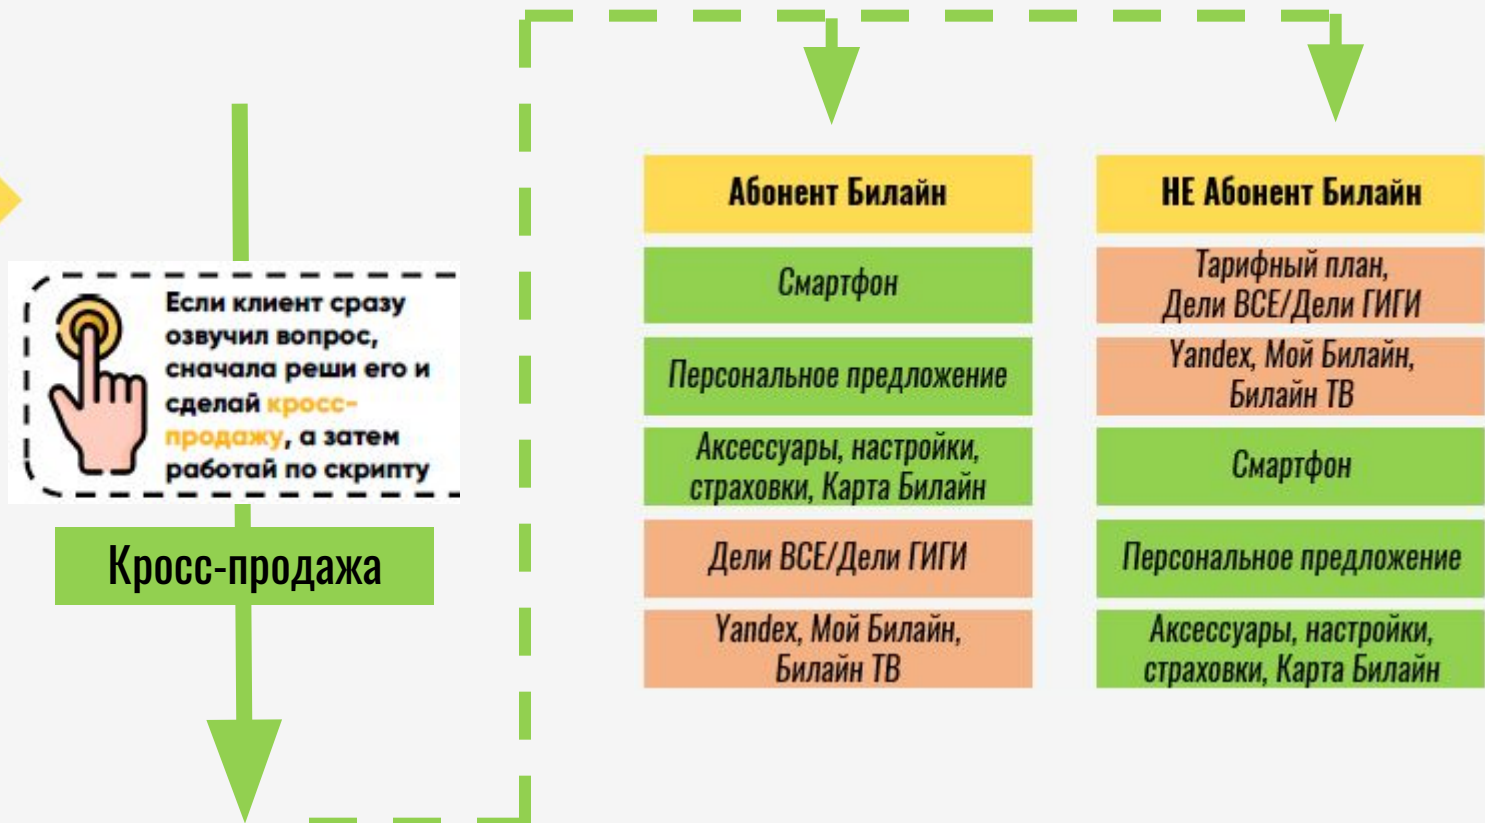 Если клиент сразу
озвучил вопрос,
сначала реши его и
сделай кросс-
продажу, а затем
работай по скрипту
Кросс-продажа
Абонент Билайн
Смартфон
Персональное предложение
Аксессуары, настройки,
страховки, Карта Билайн
Дели ВСЕ/Дели ГИГИ
Yandex, Мой Билайн,
Билайн ТВ
НЕ Абонент Билайн
Тарифный план,
Дели ВСЕ/Дели ГИГИ
Yandex, Мой Билайн,
Билайн ТВ
Смартфон
Персональное предложение
Аксессуары, настройки,
страховки, Карта Билайн